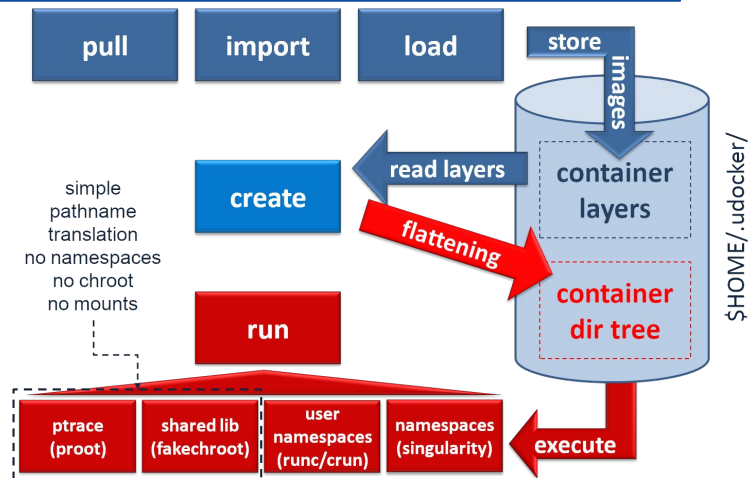 pull
import
load
store
images
read layers
container
layers
create
simple
pathname
translation
no namespaces
no chroot
no mounts
flattening
container
dir tree
$HOME/.udocker/
run
ptrace
(proot)
shared lib
(fakechroot)
user
namespaces
(runc/crun)
namespaces
(singularity)
execute